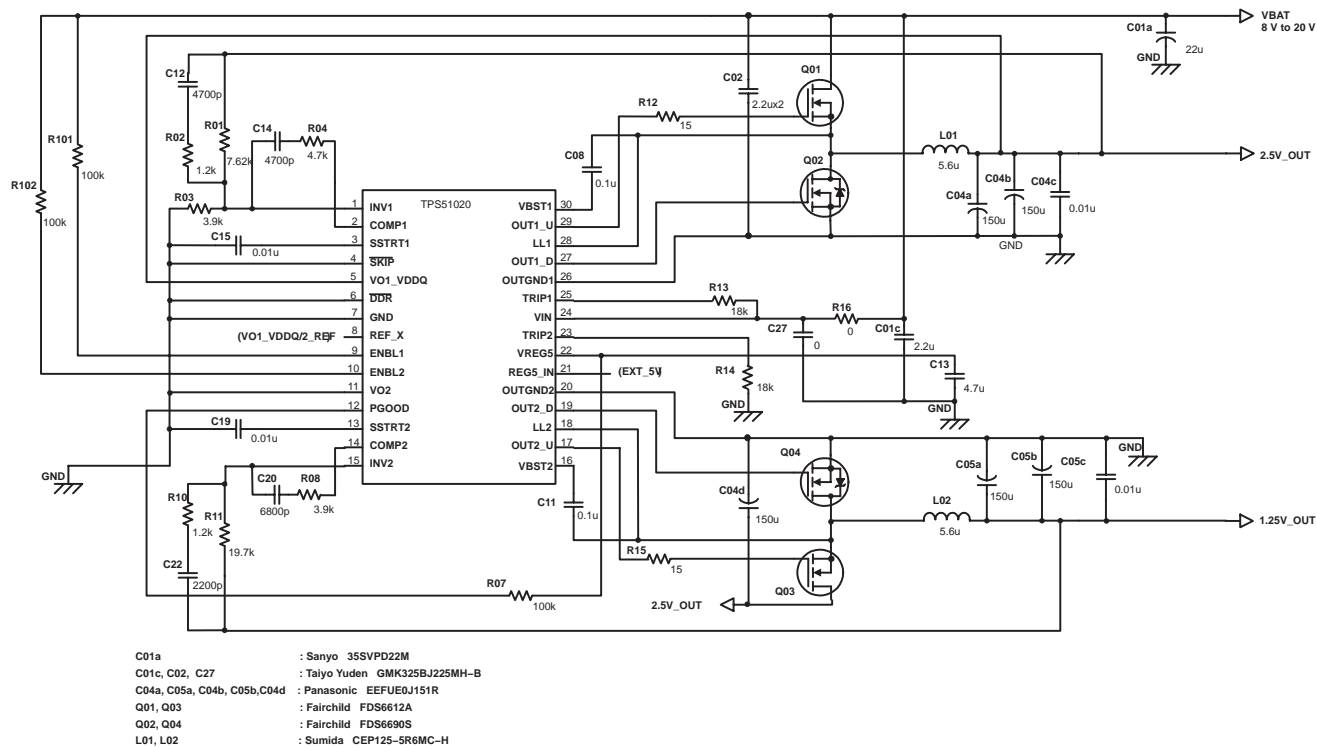 VBAT
8 V to 20 V
C01a
22u
GND
C12
4700p
R02
1.2k
R01
7.62k
C14
4700p
R04
4.7k
R101
100k
R102
100k
R03
3.9k
C15
0.01u
C02
2.2ux2
Q01
R12
15
C08
0.1u
Q02
L01
5.6u
2.5V_OUT
C04a
150u
C04b
150u
C04c
0.01u
GND
TPS51020
1 INV1
2 COMP1
3 SSTRT1
4 SKIP
5 VO1_VDDQ
6 DDR
7 GND
(VO1_VDDQ/2_REF) 8 REF_X
9 ENBL1
10 ENBL2
11 VO2
12 PGOOD
13 SSTRT2
14 COMP2
15 INV2
VBST1 30
OUT1_U 29
LL1 28
OUT1_D 27
OUTGND1 26
TRIP1 25
VIN 24
TRIP2 23
VREG5 22
REG5_IN 21 (EXT_5V)
OUTGND2 20
OUT2_D 19
LL2 18
OUT2_U 17
VBST2 16
R13
18k
R16
0
C27
0
C01c
2.2u
C13
4.7u
R14
18k
GND
GND
C19
0.01u
GND
C20
6800p
R08
3.9k
R10
1.2k
R11
19.7k
C22
2200p
C11
0.1u
R15
15
R07
100k
C04d
150u
Q04
Q03
2.5V_OUT
L02
5.6u
C05a
150u
C05b
150u
C05c
0.01u
GND
1.25V_OUT
C01a : Sanyo 35SVPD22M
C01c, C02, C27 : Taiyo Yuden GMK325BJ225MH−B
C04a, C05a, C04b, C05b,C04d : Panasonic EEFUE0J151R
Q01, Q03 : Fairchild FDS6612A
Q02, Q04 : Fairchild FDS6690S
L01, L02 : Sumida CEP125−5R6MC−H